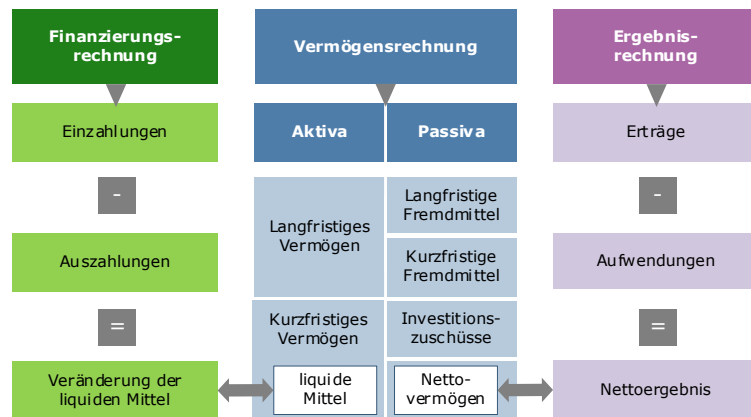 Finanzierungs-
rechnung
Einzahlungen
-
Auszahlungen
=
Veränderung der
liquiden Mittel
Vermögensrechnung
Aktiva
Passiva
Langfristiges
Vermögen
Kurzfristiges
Vermögen
liquide
Mittel
Langfristige
Fremdmittel
Kurzfristige
Fremdmittel
Investitions-
zuschüsse
Netto-
vermögen
Ergebnis-
rechnung
Erträge
-
Aufwendungen
=
Nettoergebnis